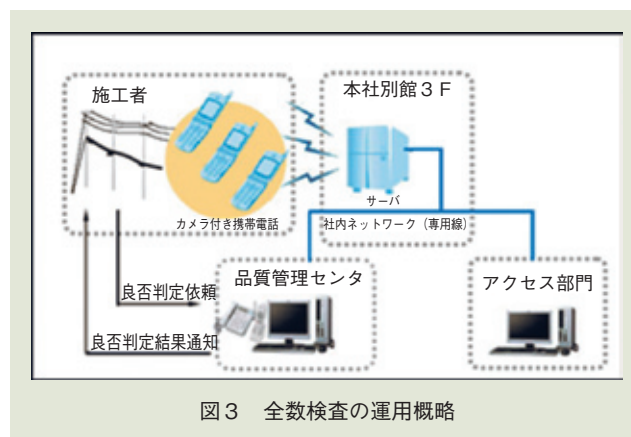 施工者
本社別館３Ｆ
サーバ
カメラ付き携帯電話
社内ネットワーク（専用線）
品質管理センタ
アクセス部門
良否判定依頼
良否判定結果通知
図３　全数検査の運用概略